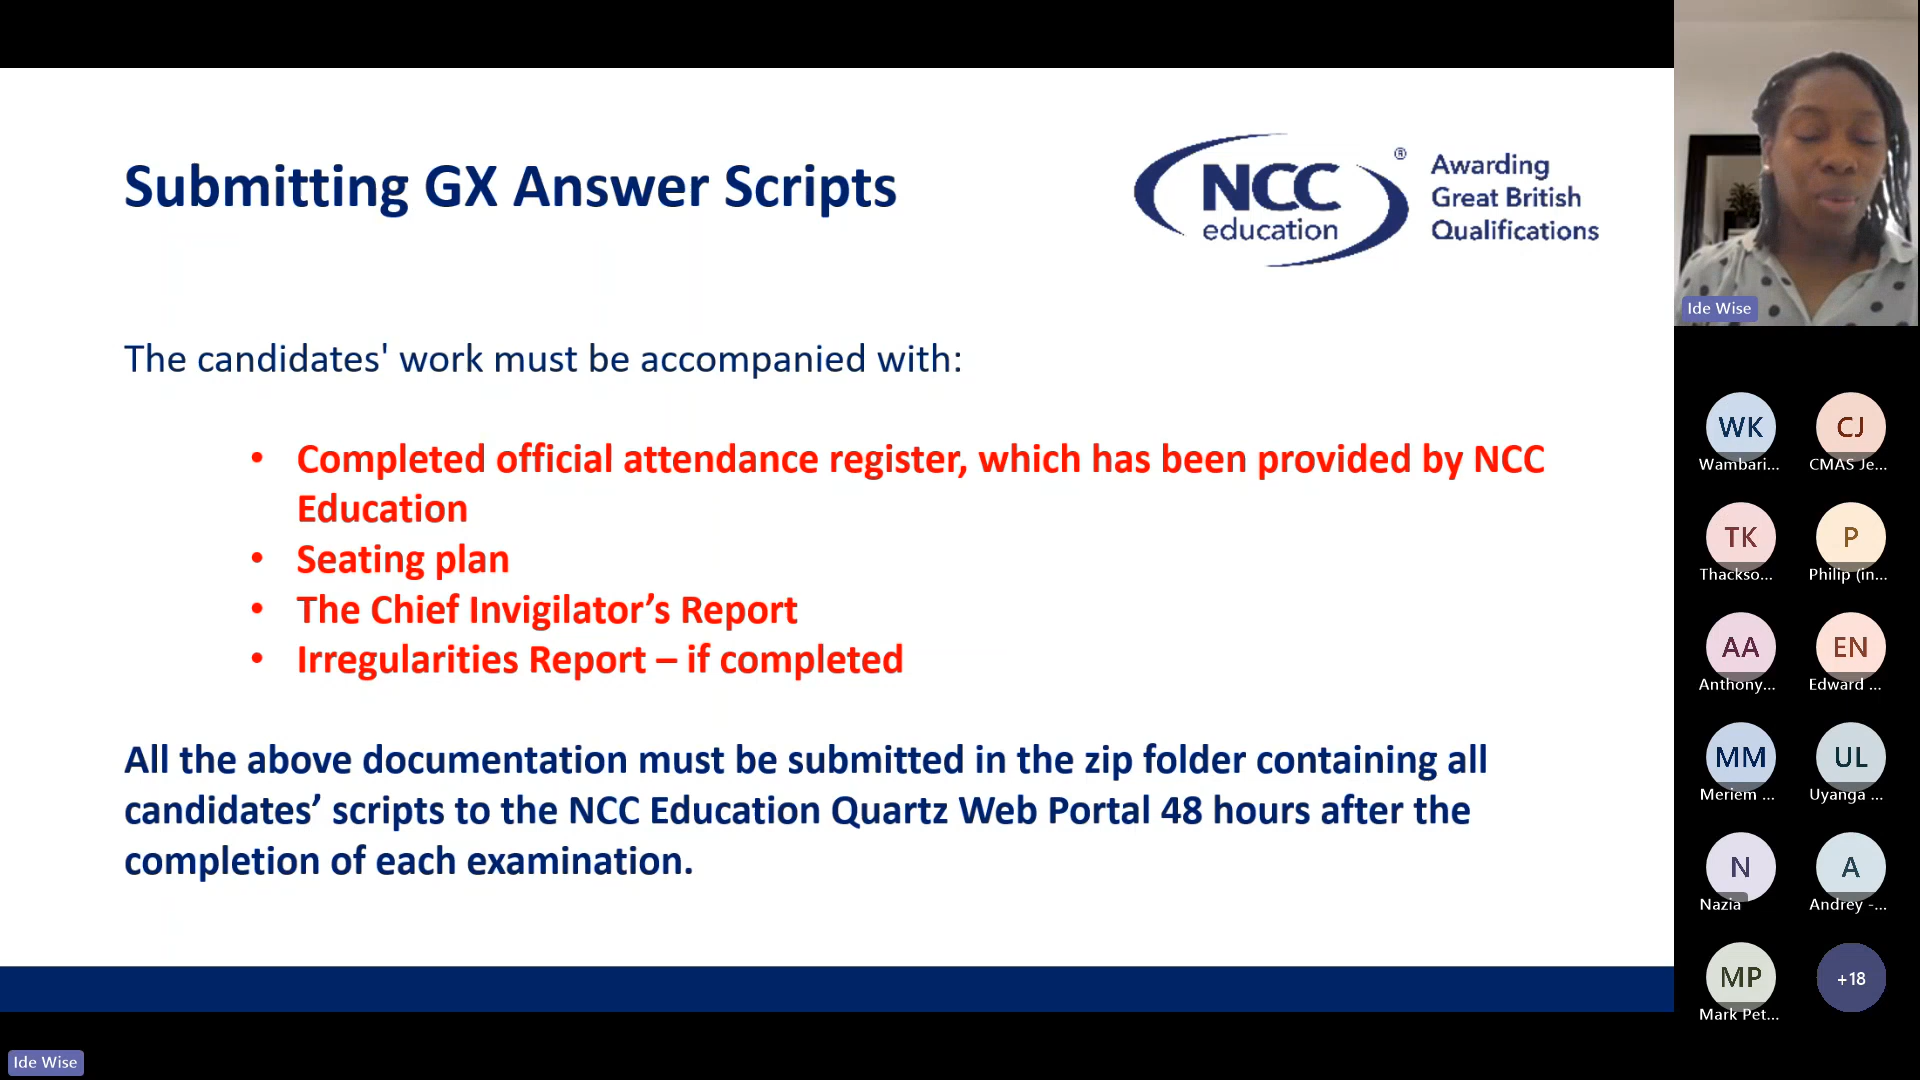 Submitting GX Answer Scripts
NCC
education
®
Awarding
Great British
Qualifications
The candidates' work must be accompanied with:
• Completed official attendance register, which has been provided by NCC
Education
• Seating plan
• The Chief Invigilator’s Report
• Irregularities Report – if completed
All the above documentation must be submitted in the zip folder containing all
candidates’ scripts to the NCC Education Quartz Web Portal 48 hours after the
completion of each examination.
Ide Wise
WK
Wambari...
CJ
CMAS Je...
TK
Thackso...
P
Philip (in...
AA
Anthony...
EN
Edward ...
MM
Meriem ...
UL
Uyanga ...
N
Nazia
A
Andrey -...
MP
Mark Pet...
+18
Ide Wise